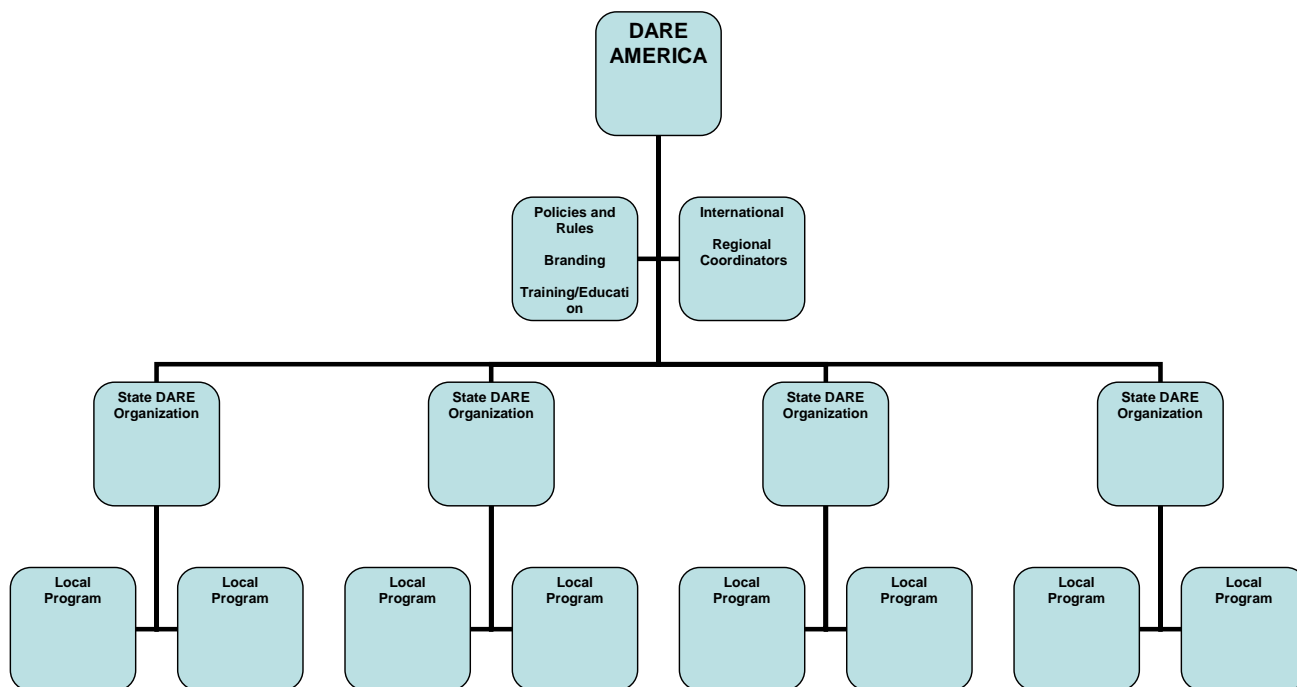 DARE
AMERICA
Policies and
Rules
Branding
Training/Educati
on
International
Regional
Coordinators
State DARE
Organization
State DARE
Organization
State DARE
Organization
State DARE
Organization
Local
Program
Local
Program
Local
Program
Local
Program
Local
Program
Local
Program
Local
Program
Local
Program